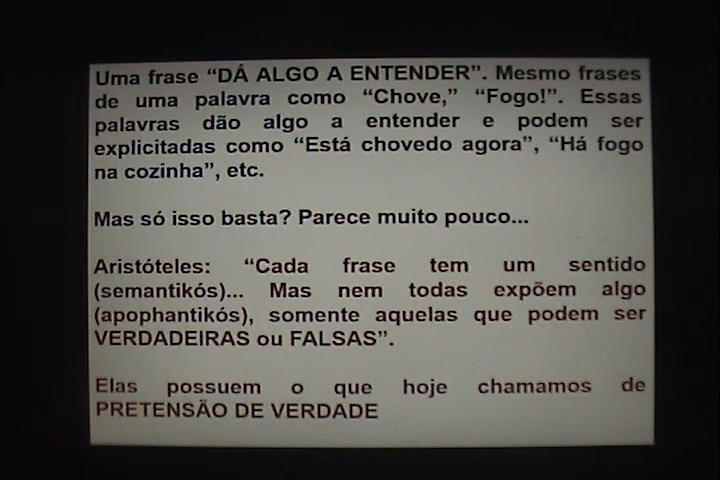 Uma frase “DÁ ALGO A ENTENDER”. Mesmo frases
de uma palavra como “Chove,” “Fogo!”. Essas
palavras dão algo a entender e podem ser
explicitadas como “Está chovedo agora”, “Há fogo
na cozinha”, etc.
Mas só isso basta? Parece muito pouco...
Aristóteles: “Cada frase tem um sentido
(semantikós)... Mas nem todas expõem algo
(apophantikós), somente aquelas que podem ser
VERDADEIRAS ou FALSAS”.
Elas possuem o que hoje chamamos de
PRETENSÃO DE VERDADE